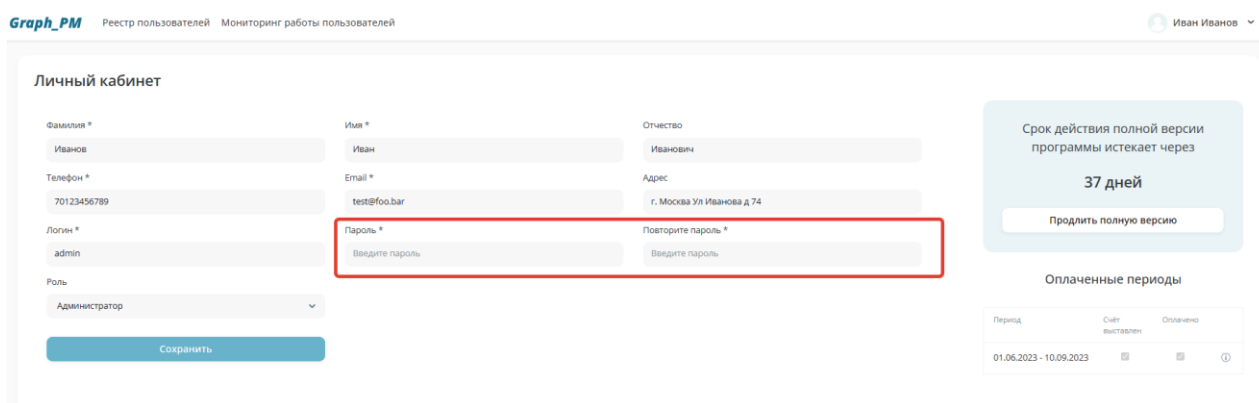 Graph_PM Реестр пользователей Мониторинг работы пользователей Иван Иванов
Личный кабинет
Фамилия * Имя * Отчество
Иванов Иван Иванович
Телефон * Email * Адрес
70123456789 test@foo.bar г. Москва Ул Иванова д 74
Логин * Пароль * Повторите пароль *
admin Введите пароль Введите пароль
Роль
Администратор
Сохранить
Срок действия полной версии
программы истекает через
37 дней
Продлить полную версию
Оплаченные периоды
Период Счёт выставлен Оплачено
01.06.2023 - 10.09.2023